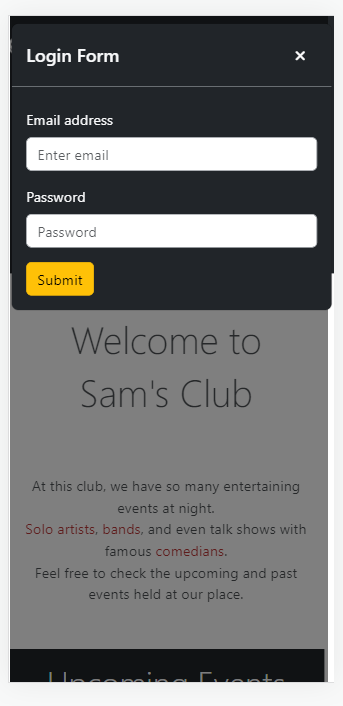 Login Form
×
Email address
Enter email
Password
Password
Submit
Welcome to
Sam's Club
At this club, we have so many entertaining
events at night.
Solo artists, bands, and even talk shows with
famous comedians.
Feel free to check the upcoming and past
events held at our place.
Upcoming Events